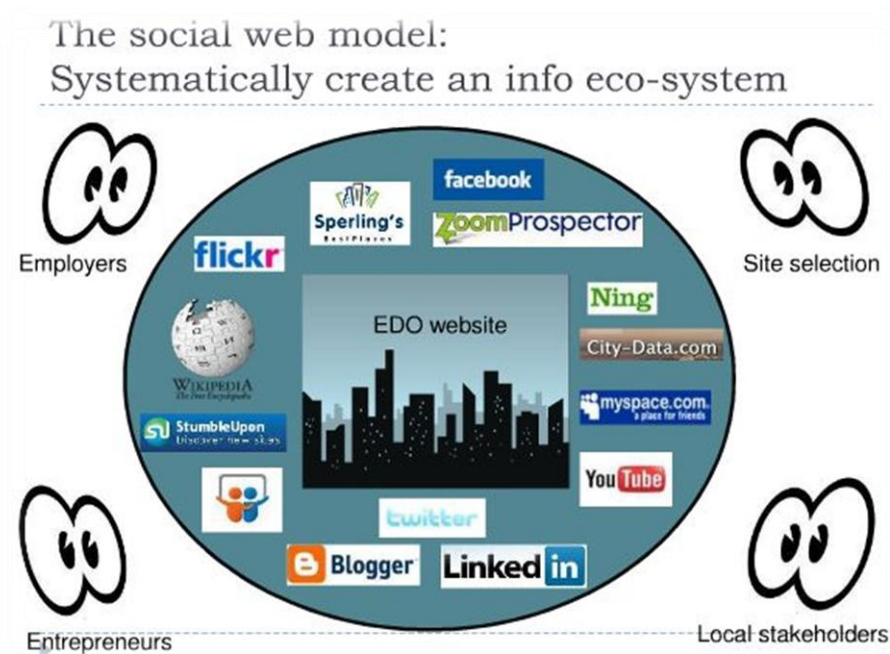 The social web model:
Systematically create an info eco-system
facebook
Sperling's
BestPlaces
ZoomProspector
flickr
Employers
Site selection
Ning
EDO website
City-Data.com
WIKIPEDIA
The Free Encyclopedia
myspace.com
a place for friends
StumbleUpon
Discover new sites
YouTube
twitter
Blogger
Linked in
Entrepreneurs
Local stakeholders